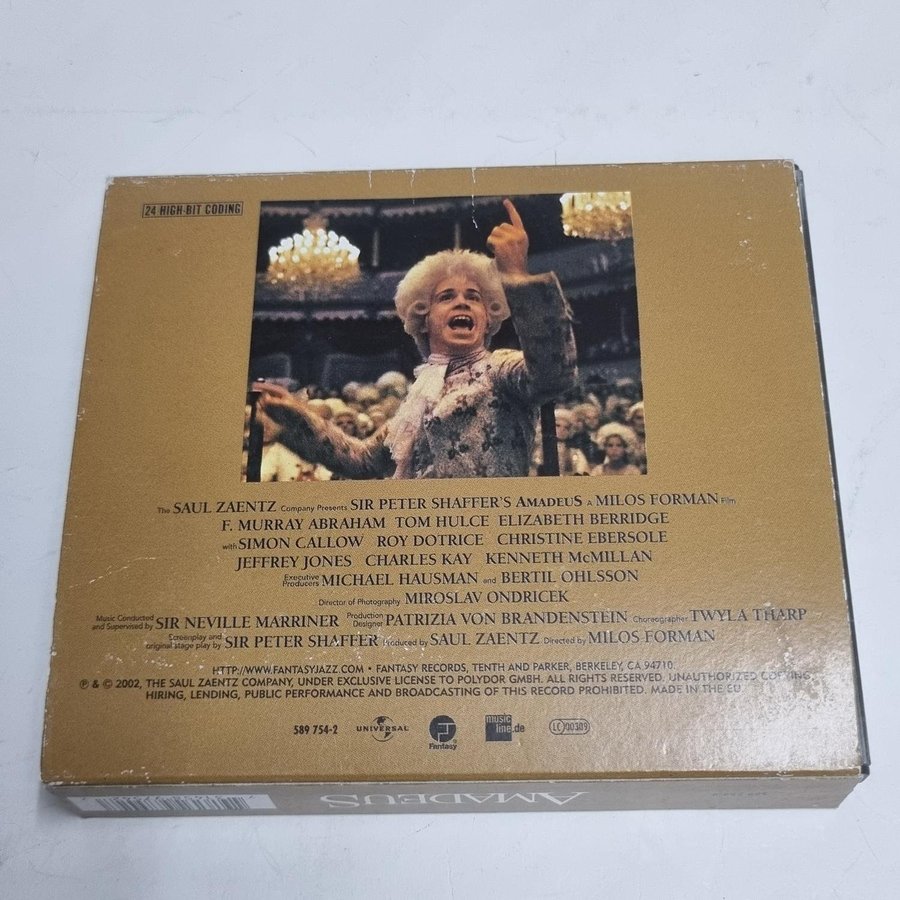 24 HIGH-BIT CODING
The SAUL ZAENTZ Company Presents SIR PETER SHAFFER'S AMADEUS A MILOS FORMAN Film
F. MURRAY ABRAHAM TOM HULCE ELIZABETH BERRIDGE
with SIMON CALLOW ROY DOTRICE CHRISTINE EBERSOLE
JEFFREY JONES CHARLES KAY KENNETH McMILLAN
Executive Producers MICHAEL HAUSMAN and BERTIL OHLSSON
Director of Photography MIROSLAV ONDRICEK
Music Conducted and Supervised by SIR NEVILLE MARRINER Production Designer PATRIZIA VON BRANDENSTEIN Choreographer TWYLA THARP
Screenplay and original stage play by SIR PETER SHAFFER Produced by SAUL ZAENTZ Directed by MILOS FORMAN
HTTP://WWW.FANTASYJAZZ.COM • FANTASY RECORDS, TENTH AND PARKER, BERKELEY, CA 94710.
℗ & © 2002, THE SAUL ZAENTZ COMPANY, UNDER EXCLUSIVE LICENSE TO POLYDOR GMBH. ALL RIGHTS RESERVED. UNAUTHORIZED COPYING
HIRING, LENDING, PUBLIC PERFORMANCE AND BROADCASTING OF THIS RECORD PROHIBITED. MADE IN THE EU
589 754-2 UNIVERSAL Fantasy music line.de LC 00309
AMADEUS